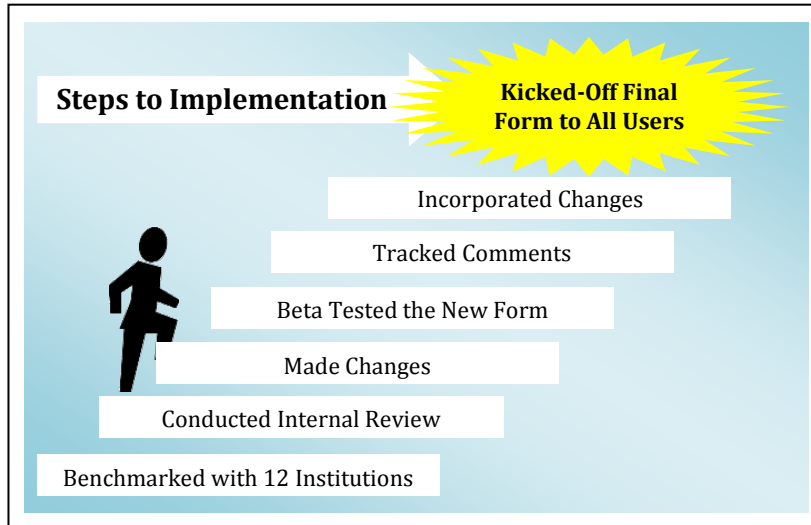 Steps to Implementation
Kicked-Off Final
Form to All Users
Incorporated Changes
Tracked Comments
Beta Tested the New Form
Made Changes
Conducted Internal Review
Benchmarked with 12 Institutions